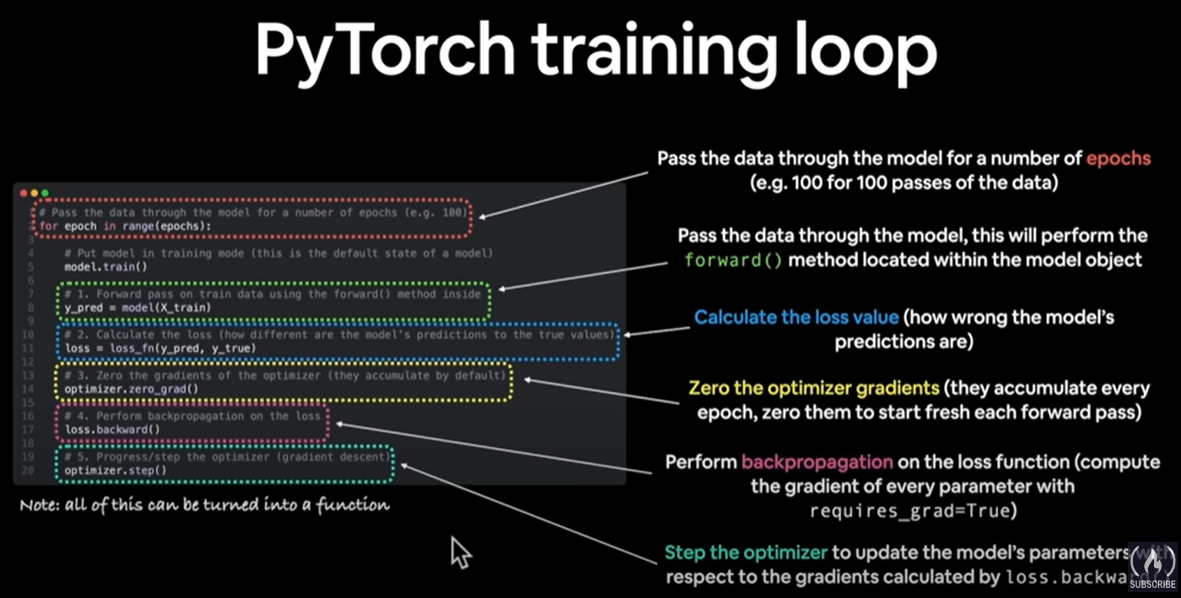 PyTorch training loop
# Pass the data through the model for a number of epochs (e.g. 100)
for epoch in range(epochs):
3
4 # Put model in training mode (this is the default state of a model)
5 model.train()
6
7 # 1. Forward pass on train data using the forward() method inside
8 y_pred = model(X_train)
9
10 # 2. Calculate the loss (how different are the model's predictions to the true values)
11 loss = loss_fn(y_pred, y_true)
12
13 # 3. Zero the gradients of the optimizer (they accumulate by default)
14 optimizer.zero_grad()
15
16 # 4. Perform backpropagation on the loss
17 loss.backward()
18
19 # 5. Progress/step the optimizer (gradient descent)
20 optimizer.step()
Note: all of this can be turned into a function
Pass the data through the model for a number of epochs
(e.g. 100 for 100 passes of the data)
Pass the data through the model, this will perform the
forward() method located within the model object
Calculate the loss value (how wrong the model's
predictions are)
Zero the optimizer gradients (they accumulate every
epoch, zero them to start fresh each forward pass)
Perform backpropagation on the loss function (compute
the gradient of every parameter with
requires_grad=True)
Step the optimizer to update the model's parameters with
respect to the gradients calculated by loss.backwa
SUBSCRIBE